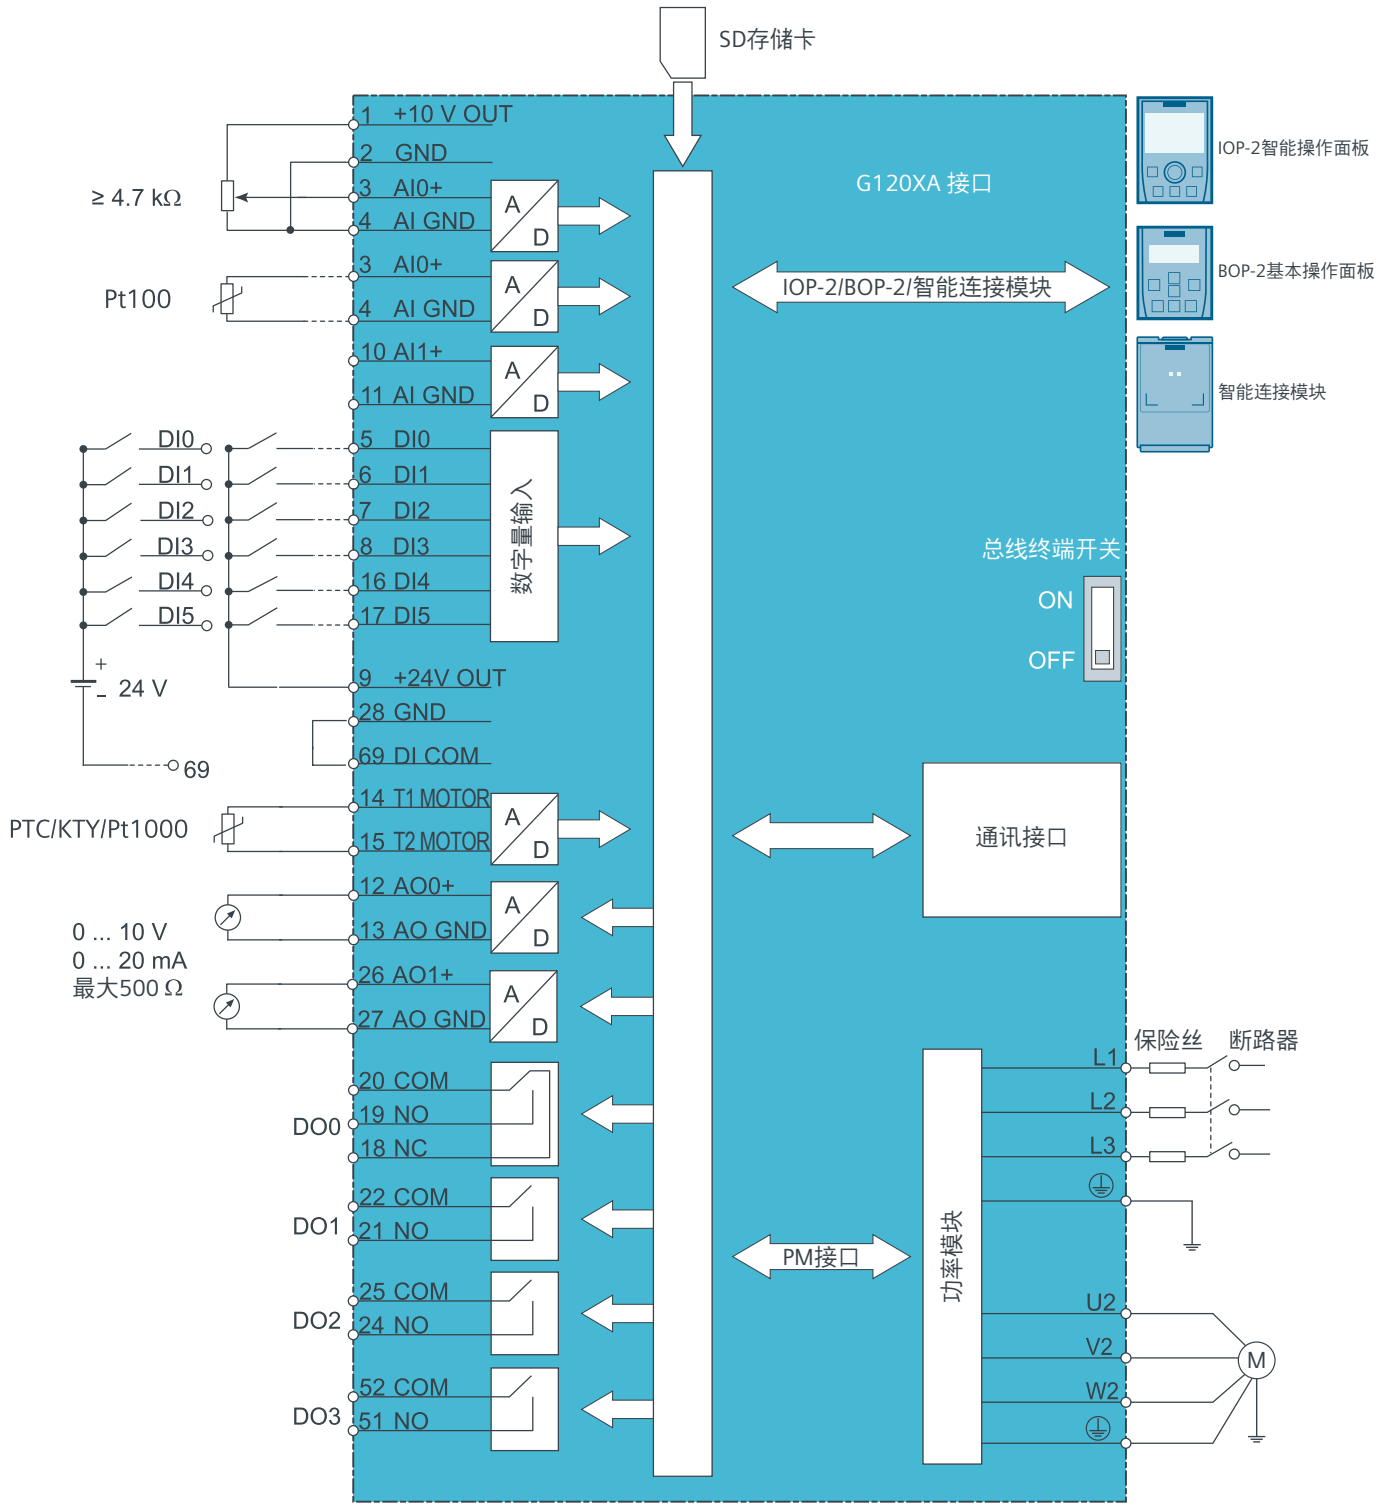 SD存储卡
1 +10 V OUT
2 GND
≥ 4.7 kΩ
3 AI0+
4 AI GND
A
D
Pt100
3 AI0+
4 AI GND
A
D
10 AI1+
11 AI GND
A
D
DI0
DI1
DI2
DI3
DI4
DI5
5 DI0
6 DI1
7 DI2
8 DI3
16 DI4
17 DI5
数字量输入
+
–
24 V
69
9 +24V OUT
28 GND
69 DI COM
PTC/KTY/Pt1000
14 T1 MOTOR
15 T2 MOTOR
A
D
0 ... 10 V
0 ... 20 mA
最大500 Ω
12 AO0+
13 AO GND
A
D
26 AO1+
27 AO GND
A
D
DO0
20 COM
19 NO
18 NC
DO1
22 COM
21 NO
DO2
25 COM
24 NO
DO3
52 COM
51 NO
G120XA 接口
IOP-2/BOP-2/智能连接模块
IOP-2智能操作面板
BOP-2基本操作面板
智能连接模块
总线终端开关
ON
OFF
通讯接口
PM接口
功率模块
保险丝
断路器
L1
L2
L3
U2
V2
W2
M